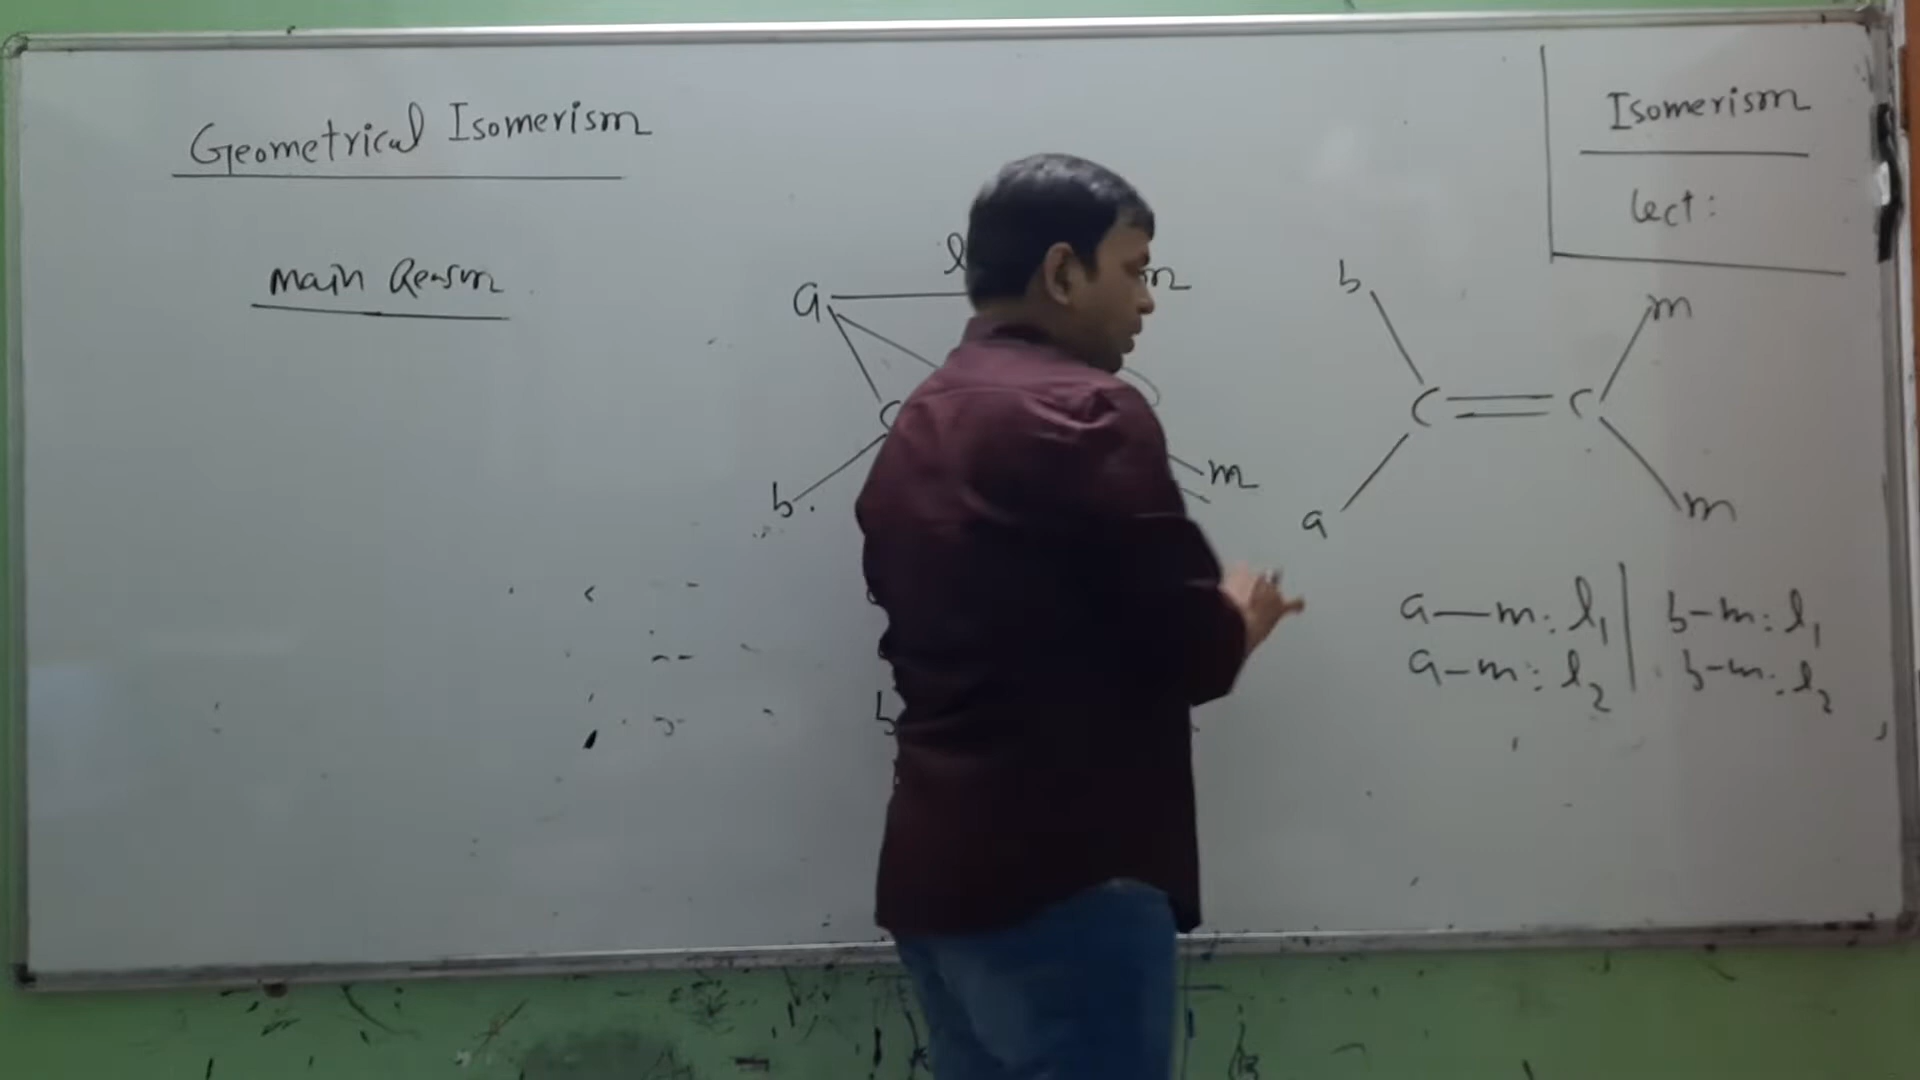 Geometrical Isomerism
Isomerism
Lect:
Main Reason
l
a
m
b
m
C
C = C
b.
m
a
m
a—m: l1 | b-m: l1
a-m: l2 | b-m: l2
b